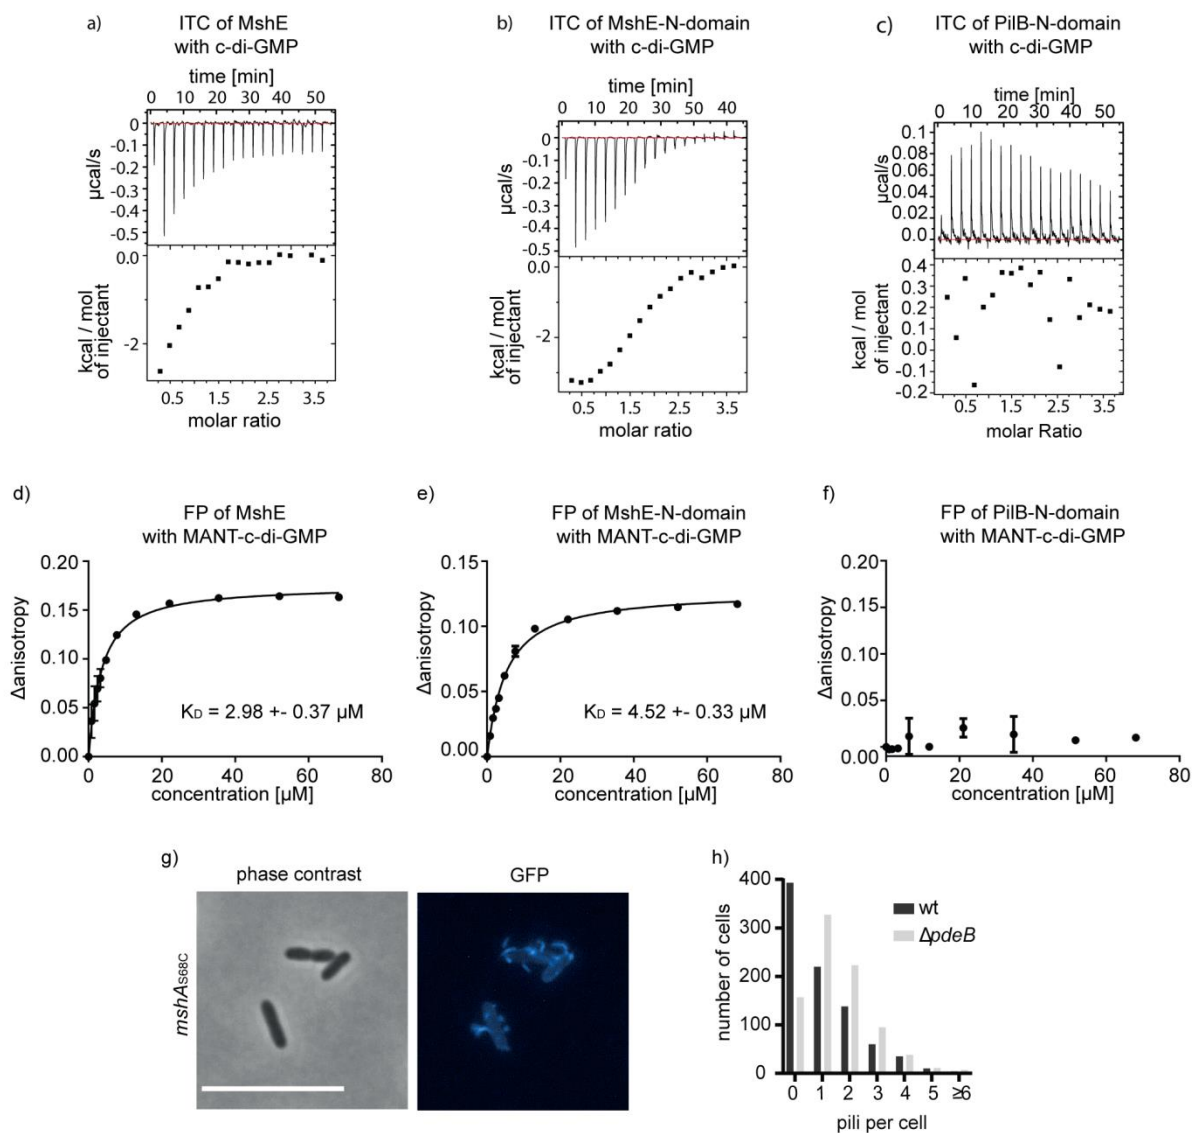 a) ITC of MshE
with c-di-GMP
time [min]
0 10 20 30 40 50
0
-0.1
-0.2
-0.3
-0.4
-0.5
µcal/s
0.0
-2
kcal / mol
of injectant
0.5 1.5 2.5 3.5
molar ratio
b) ITC of MshE-N-domain
with c-di-GMP
time [min]
0 10 20 30 40
0.0
-0.1
-0.2
-0.3
-0.4
-0.5
µcal/s
0.0
-2
kcal / mol
of injectant
0.5 1.5 2.5 3.5
molar ratio
c) ITC of PilB-N-domain
with c-di-GMP
time [min]
0 10 20 30 40 50
0.1
0.08
0.06
0.04
0.02
0.0
µcal/s
0.4
0.3
0.2
0.1
0.0
-0.1
-0.2
kcal / mol
of injectant
0.5 1.5 2.5 3.5
molar Ratio
d)
FP of MshE
with MANT-c-di-GMP
0.20
0.15
0.10
0.05
0.00
Δanisotropy
KD = 2.98 +- 0.37 µM
0 20 40 60 80
concentration [µM]
e)
FP of MshE-N-domain
with MANT-c-di-GMP
0.15
0.10
0.05
0.00
Δanisotropy
KD = 4.52 +- 0.33 µM
0 20 40 60 80
concentration [µM]
f)
FP of PilB-N-domain
with MANT-c-di-GMP
0.20
0.15
0.10
0.05
0.00
Δanisotropy
0 20 40 60 80
concentration [µM]
g)
phase contrast
GFP
mshAS68C
h)
400
300
200
100
0
number of cells
wt
ΔpdeB
0 1 2 3 4 5 ≥6
pili per cell